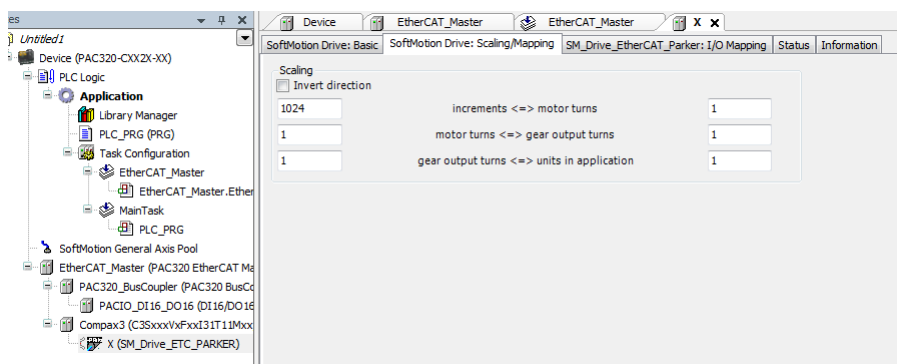 es
Untitled1
Device (PAC320-CXX2X-XX)
PLC Logic
Application
Library Manager
PLC_PRG (PRG)
Task Configuration
EtherCAT_Master
EtherCAT_Master.Ether
MainTask
PLC_PRG
SoftMotion General Axis Pool
EtherCAT_Master (PAC320 EtherCAT Ma
PAC320_BusCoupler (PAC320 BusCo
PACIO_DI16_DO16 (DI16/DO16
Compax3 (C3SxxxVxFxxI31T11Mxx
X (SM_Drive_ETC_PARKER)
Device EtherCAT_Master EtherCAT_Master X
SoftMotion Drive: Basic SoftMotion Drive: Scaling/Mapping SM_Drive_EtherCAT_Parker: I/O Mapping Status Information
Scaling
Invert direction
1024 increments <=> motor turns 1
1 motor turns <=> gear output turns 1
1 gear output turns <=> units in application 1